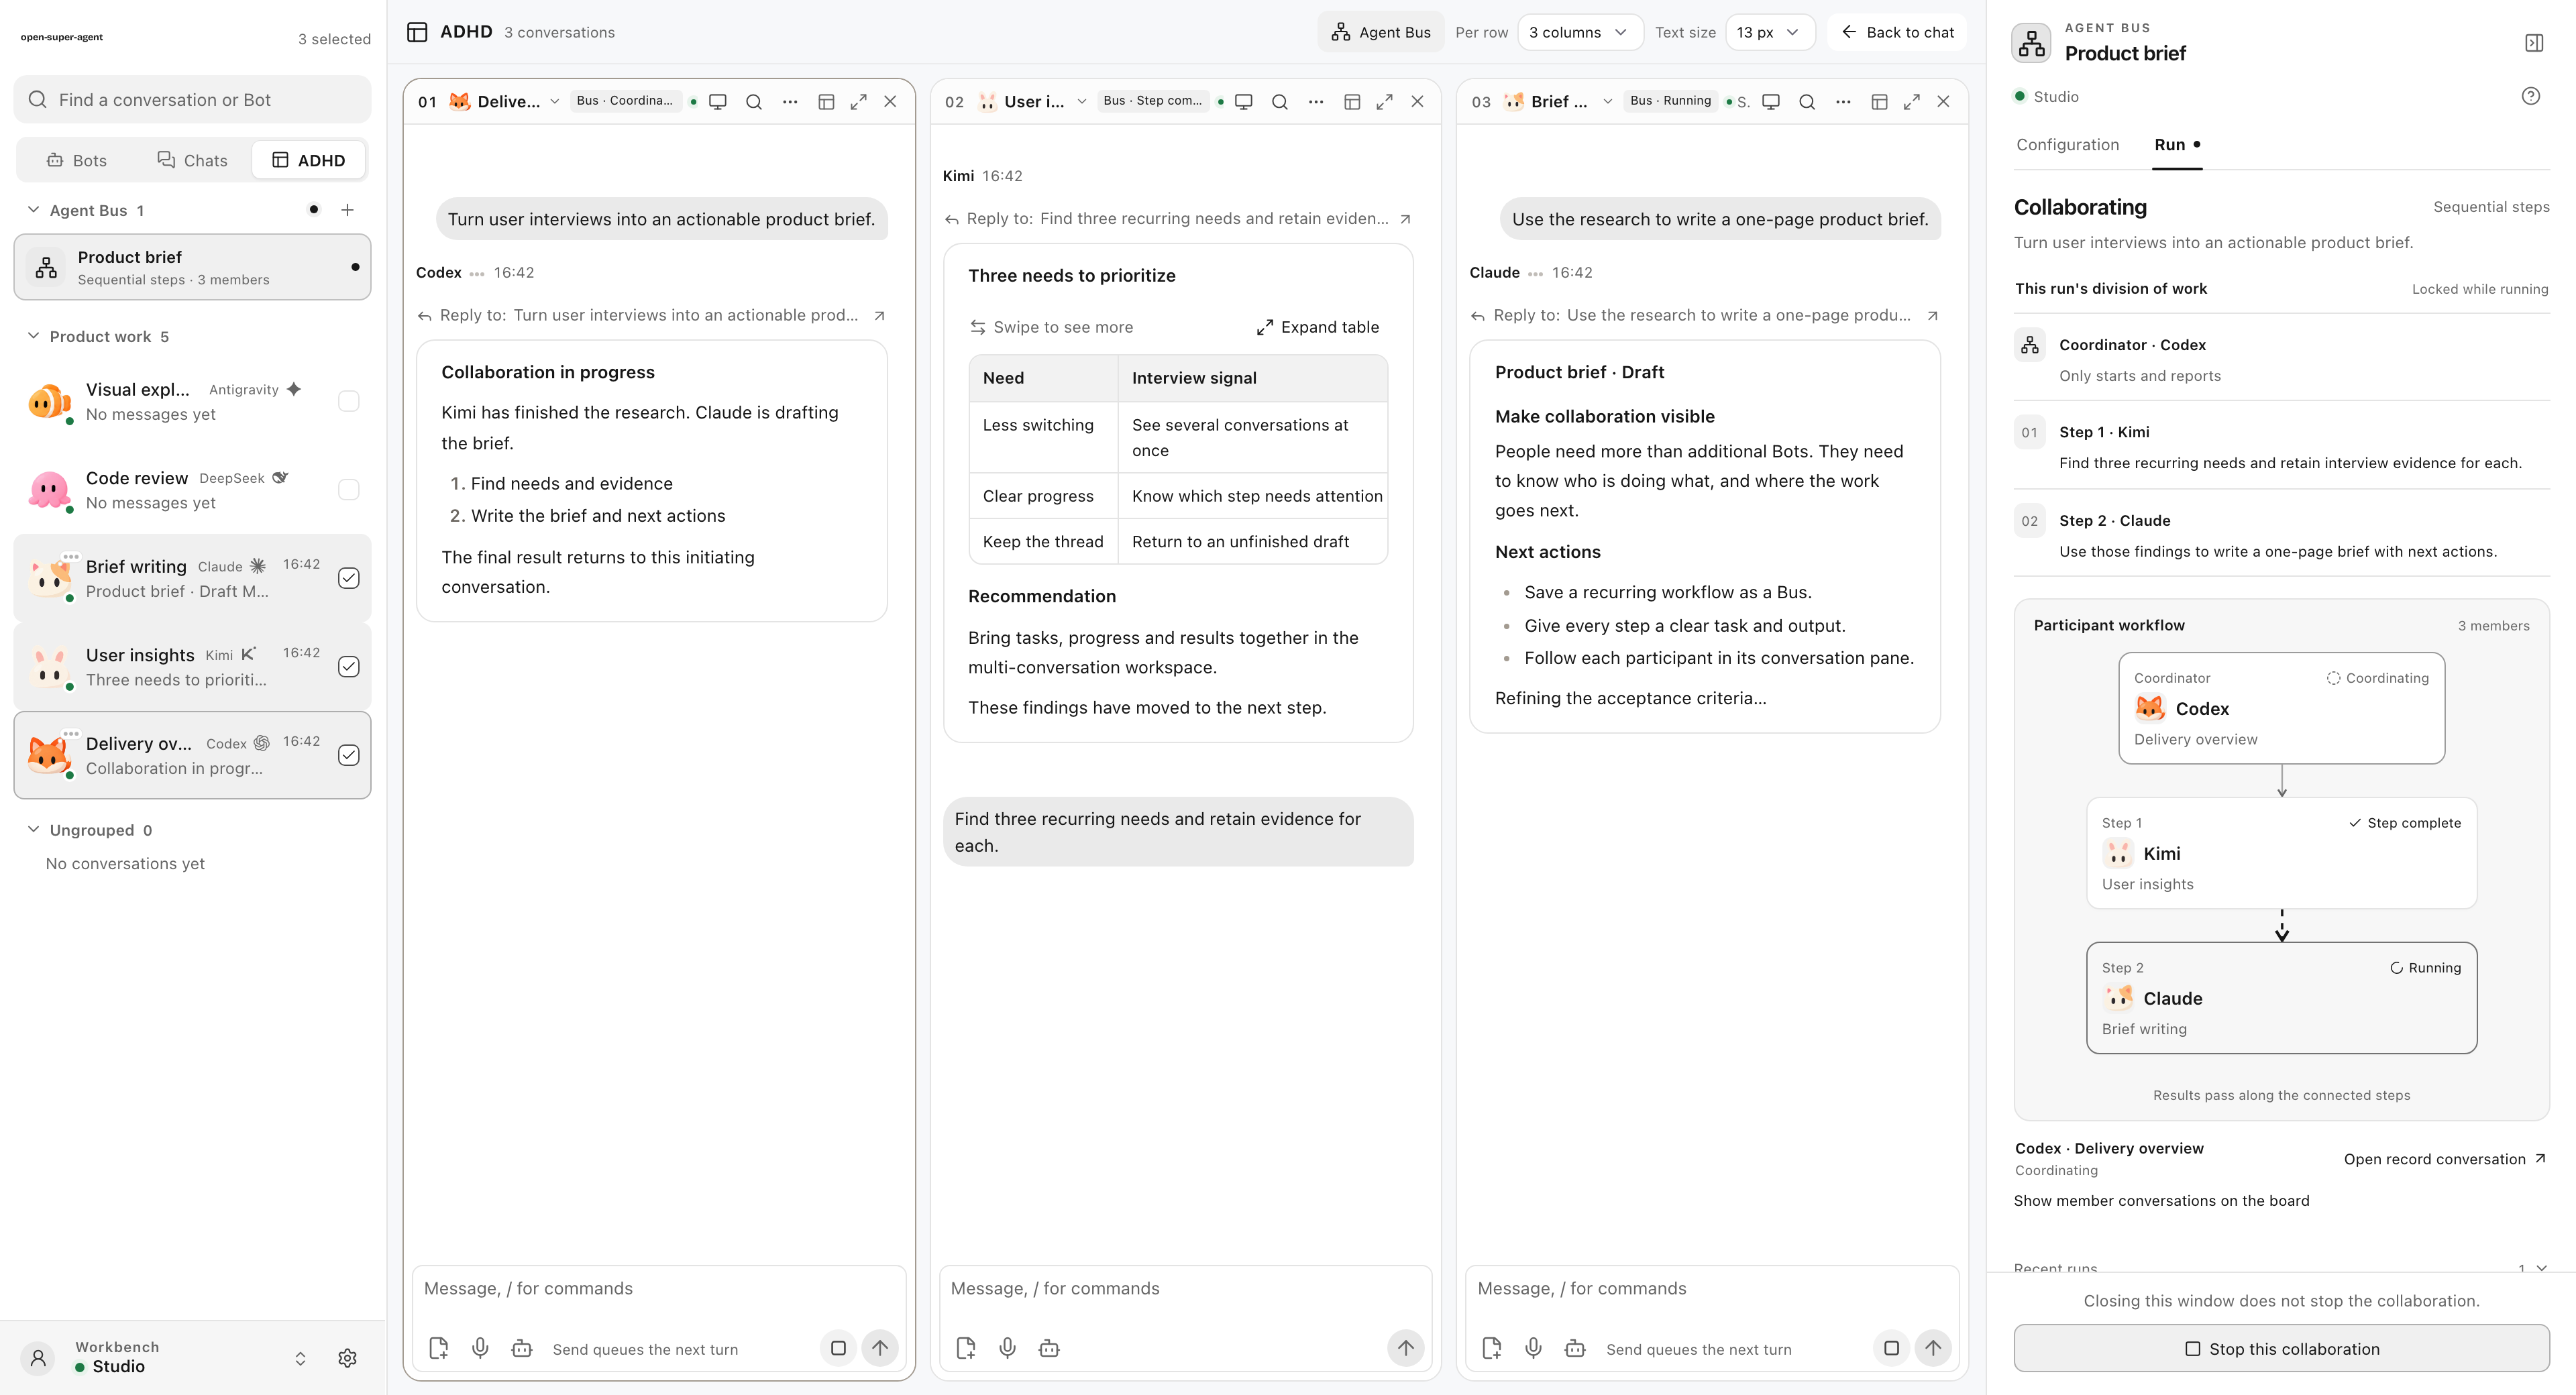 open-super-agent
3 selected
Find a conversation or Bot
Bots
Chats
ADHD
Agent Bus 1
Product brief
Sequential steps · 3 members
Product work 5
Visual expl... Antigravity
No messages yet
Code review DeepSeek
No messages yet
Brief writing Claude 16:42
Product brief · Draft M...
User insights Kimi 16:42
Three needs to prioriti...
Delivery ov... Codex 16:42
Collaboration in progr...
Ungrouped 0
No conversations yet
Workbench
Studio
ADHD 3 conversations
Agent Bus
Per row
3 columns
Text size
13 px
Back to chat
01 Delive... Bus · Coordina...
Turn user interviews into an actionable product brief.
Codex 16:42
Reply to: Turn user interviews into an actionable prod...
Collaboration in progress
Kimi has finished the research. Claude is drafting
the brief.
1. Find needs and evidence
2. Write the brief and next actions
The final result returns to this initiating
conversation.
Message, / for commands
Send queues the next turn
02 User i... Bus · Step com...
Kimi 16:42
Reply to: Find three recurring needs and retain eviden...
Three needs to prioritize
Swipe to see more
Expand table
Need Interview signal
Less switching See several conversations at
once
Clear progress Know which step needs attention
Keep the thread Return to an unfinished draft
Recommendation
Bring tasks, progress and results together in the
multi-conversation workspace.
These findings have moved to the next step.
Find three recurring needs and retain evidence for
each.
Message, / for commands
03 Brief ... Bus · Running S.
Use the research to write a one-page product brief.
Claude 16:42
Reply to: Use the research to write a one-page produ...
Product brief · Draft
Make collaboration visible
People need more than additional Bots. They need
to know who is doing what, and where the work
goes next.
Next actions
• Save a recurring workflow as a Bus.
• Give every step a clear task and output.
• Follow each participant in its conversation pane.
Refining the acceptance criteria...
Message, / for commands
Send queues the next turn
AGENT BUS
Product brief
Studio
Configuration
Run
Collaborating
Sequential steps
Turn user interviews into an actionable product brief.
This run's division of work
Locked while running
Coordinator · Codex
Only starts and reports
01 Step 1 · Kimi
Find three recurring needs and retain interview evidence for each.
02 Step 2 · Claude
Use those findings to write a one-page brief with next actions.
Participant workflow
3 members
Coordinator
Coordinating
Codex
Delivery overview
Step 1
Step complete
Kimi
User insights
Step 2
Running
Claude
Brief writing
Results pass along the connected steps
Codex · Delivery overview
Coordinating
Open record conversation
Show member conversations on the board
Recent runs 1
Closing this window does not stop the collaboration.
Stop this collaboration